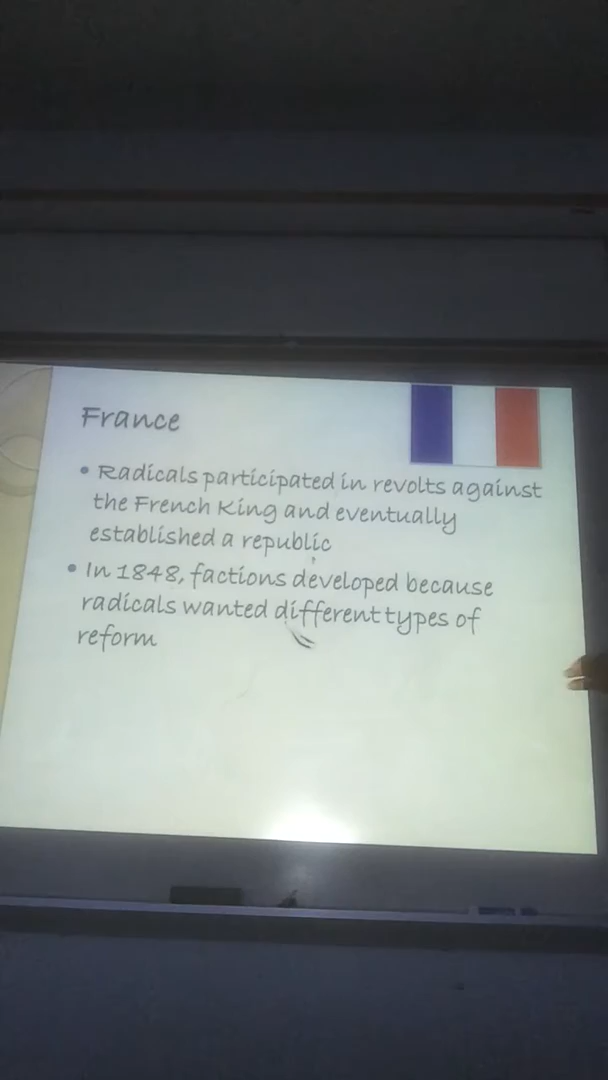 France
• Radicals participated in revolts against
the French King and eventually
established a republic
• In 1848, factions developed because
radicals wanted different types of
reform